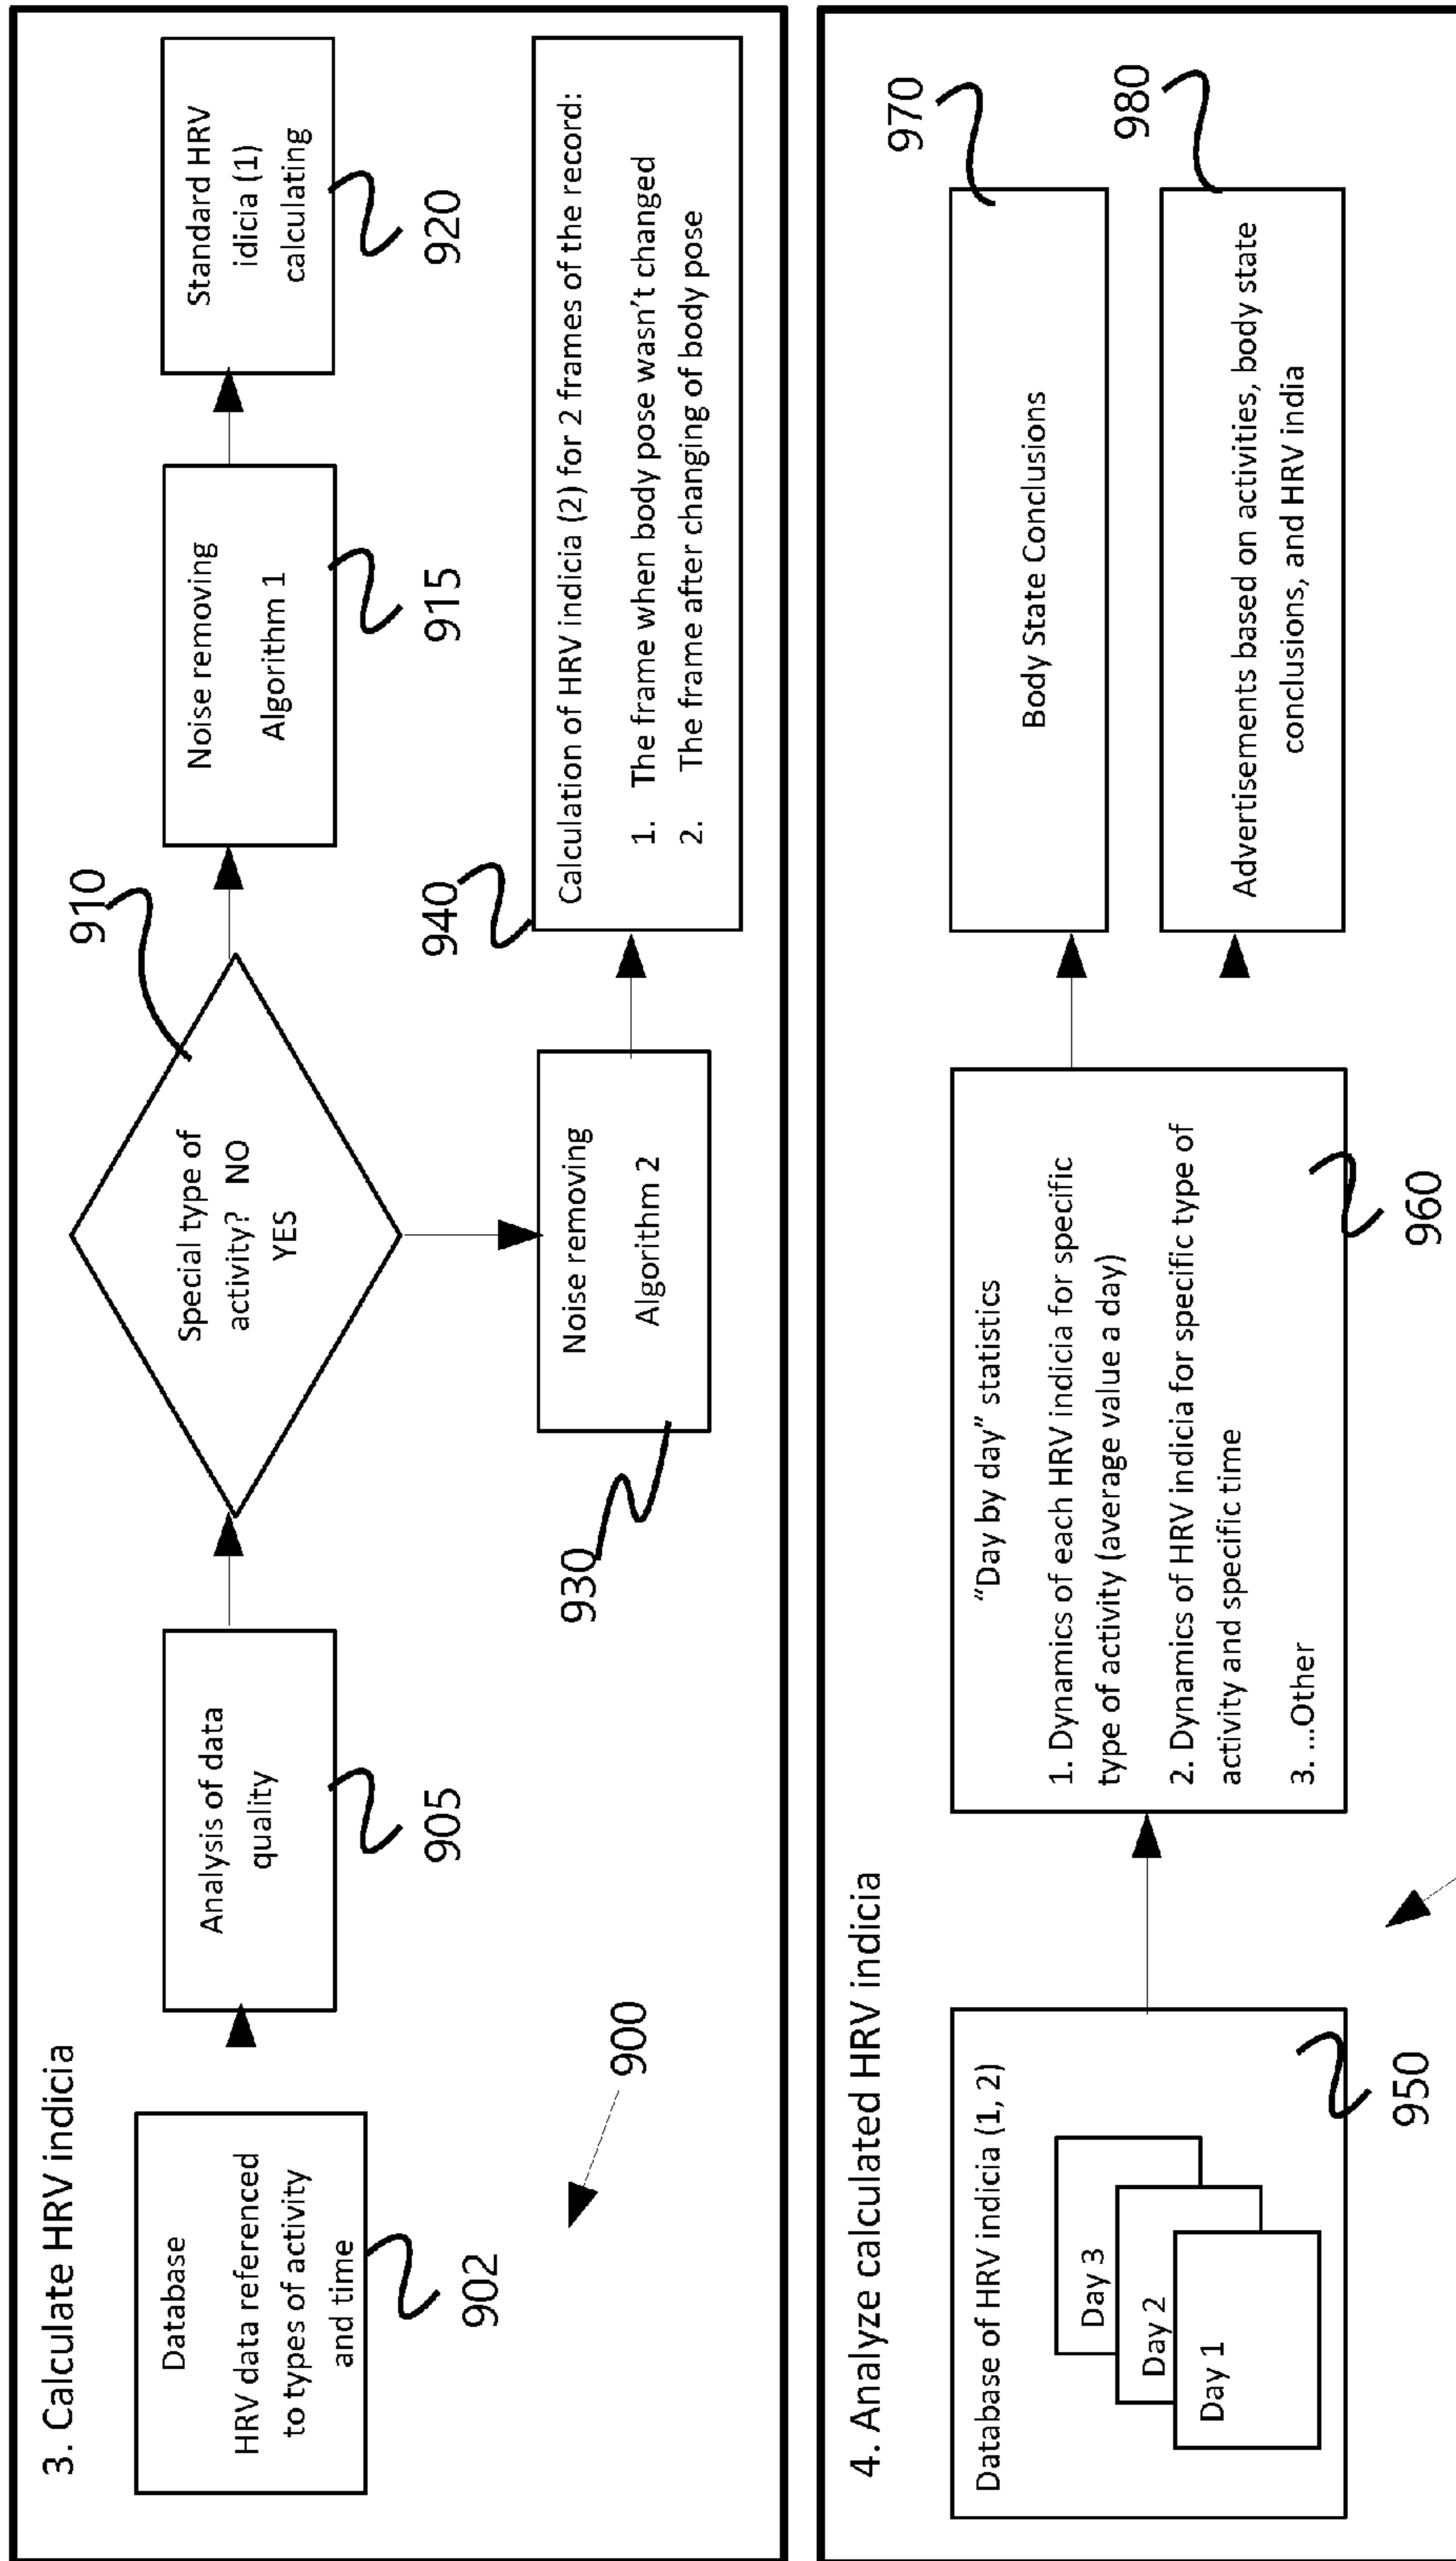 3. Calculate HRV indicia
Database
HRV data referenced
to types of activity
and time
902
Analysis of data
quality
905
Special type of
activity? NO
YES
910
Noise removing
Algorithm 1
915
Standard HRV
idicia (1)
calculating
920
Noise removing
Algorithm 2
930
Calculation of HRV indicia (2) for 2 frames of the record:
1. The frame when body pose wasn't changed
2. The frame after changing of body pose
940
900
4. Analyze calculated HRV indicia
Database of HRV indicia (1, 2)
Day 3
Day 2
Day 1
950
"Day by day" statistics
1. Dynamics of each HRV indicia for specific
type of activity (average value a day)
2. Dynamics of HRV indicia for specific type of
activity and specific time
3. ...Other
960
Body State Conclusions
970
Advertisements based on activities, body state
conclusions, and HRV india
980